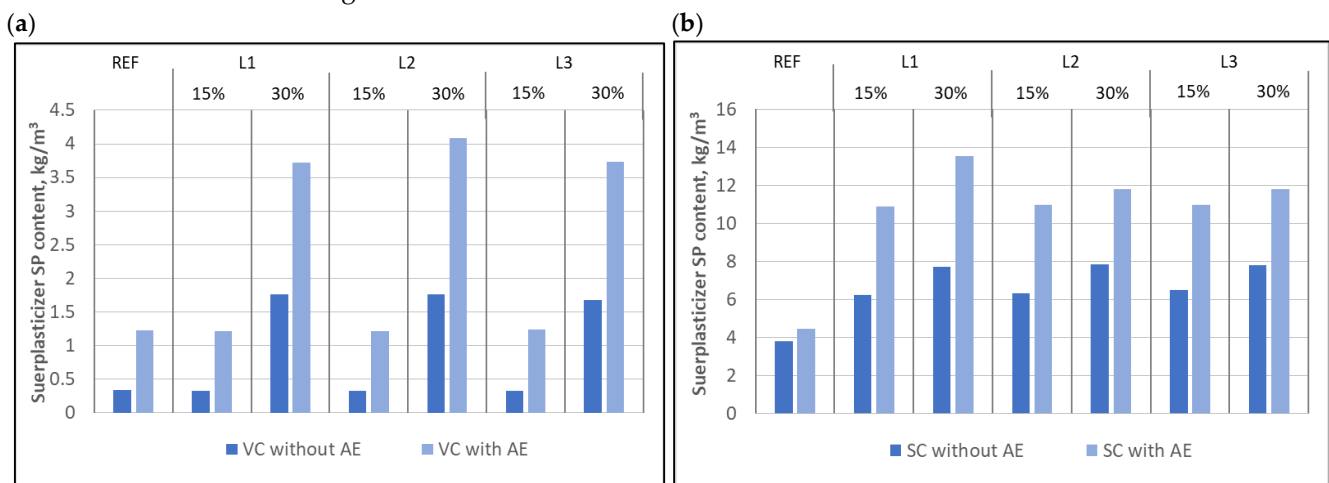 (a)
REF L1 L2 L3
15% 30% 15% 30% 15% 30%
Suerplasticizer SP content, kg/m³
4.5
4
3.5
3
2.5
2
1.5
1
0.5
0
VC without AE VC with AE
(b)
REF L1 L2 L3
15% 30% 15% 30% 15% 30%
Suerplasticizer SP content, kg/m³
16
14
12
10
8
6
4
2
0
SC without AE SC with AE